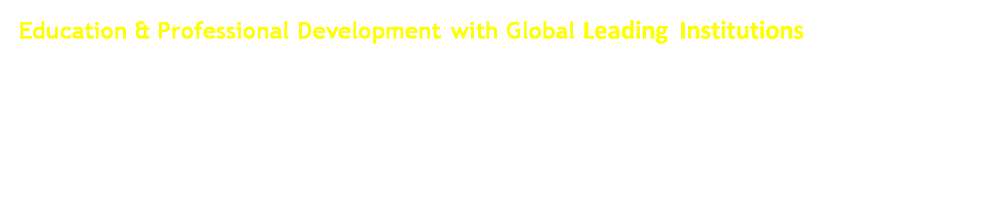 Education & Professional Development with Global Leading Institutions